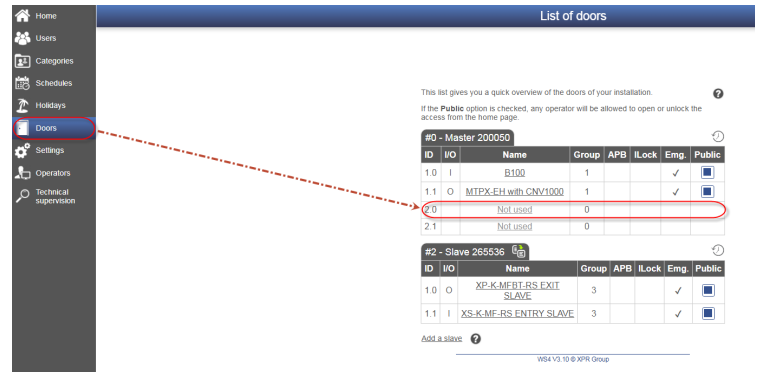 Home
Users
Categories
Schedules
Holidays
Doors
Settings
Operators
Technical
supervision
List of doors
This list gives you a quick overview of the doors of your installation.
If the Public option is checked, any operator will be allowed to open or unlock the
access from the home page.
#0 - Master 200050
ID I/O Name Group APB ILock Emg. Public
1.0 I B100 1 ✓
1.1 O MTPX-EH with CNV1000 1 ✓
2.0 Not used 0
2.1 Not used 0
#2 - Slave 265536
ID I/O Name Group APB ILock Emg. Public
1.0 O XP-K-MFBT-RS EXIT SLAVE 3 ✓
1.1 I XS-K-MF-RS ENTRY SLAVE 3 ✓
Add a slave ?
WS4 V3.10 © XPR Group